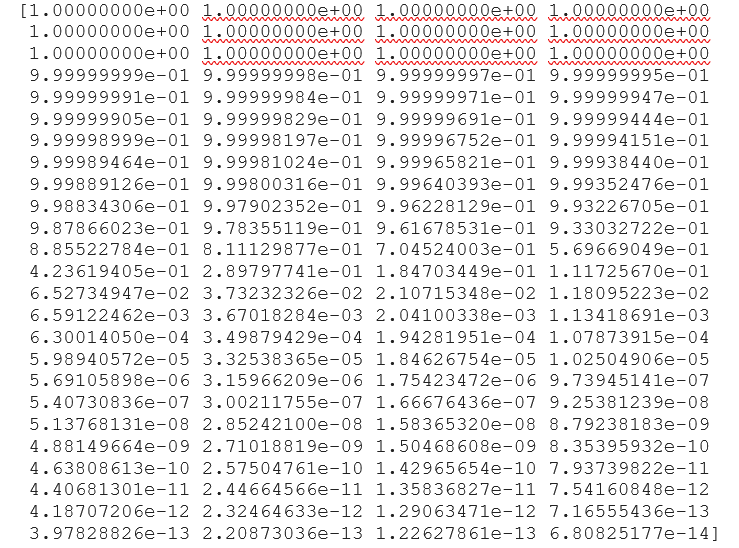 [1.00000000e+00 1.00000000e+00 1.00000000e+00 1.00000000e+00
1.00000000e+00 1.00000000e+00 1.00000000e+00 1.00000000e+00
1.00000000e+00 1.00000000e+00 1.00000000e+00 1.00000000e+00
9.99999999e-01 9.99999998e-01 9.99999997e-01 9.99999995e-01
9.99999991e-01 9.99999984e-01 9.99999971e-01 9.99999947e-01
9.99999905e-01 9.99999829e-01 9.99999691e-01 9.99999444e-01
9.99998999e-01 9.99998197e-01 9.99996752e-01 9.99994151e-01
9.99989464e-01 9.99981024e-01 9.99965821e-01 9.99938440e-01
9.99889126e-01 9.99800316e-01 9.99640393e-01 9.99352476e-01
9.98834306e-01 9.97902352e-01 9.96228129e-01 9.93226705e-01
9.87866023e-01 9.78355119e-01 9.61678531e-01 9.33032722e-01
8.85522784e-01 8.11129877e-01 7.04524003e-01 5.69669049e-01
4.23619405e-01 2.89797741e-01 1.84703449e-01 1.11725670e-01
6.52734947e-02 3.73232326e-02 2.10715348e-02 1.18095223e-02
6.59122462e-03 3.67018284e-03 2.04100338e-03 1.13418691e-03
6.30014050e-04 3.49879429e-04 1.94281951e-04 1.07873915e-04
5.98940572e-05 3.32538365e-05 1.84626754e-05 1.02504906e-05
5.69105898e-06 3.15966209e-06 1.75423472e-06 9.73945141e-07
5.40730836e-07 3.00211755e-07 1.66676436e-07 9.25381239e-08
5.13768131e-08 2.85242100e-08 1.58365320e-08 8.79238183e-09
4.88149664e-09 2.71018819e-09 1.50468608e-09 8.35395932e-10
4.63808613e-10 2.57504761e-10 1.42965654e-10 7.93739822e-11
4.40681301e-11 2.44664566e-11 1.35836827e-11 7.54160848e-12
4.18707206e-12 2.32464633e-12 1.29063471e-12 7.16555436e-13
3.97828826e-13 2.20873036e-13 1.22627861e-13 6.80825177e-14]